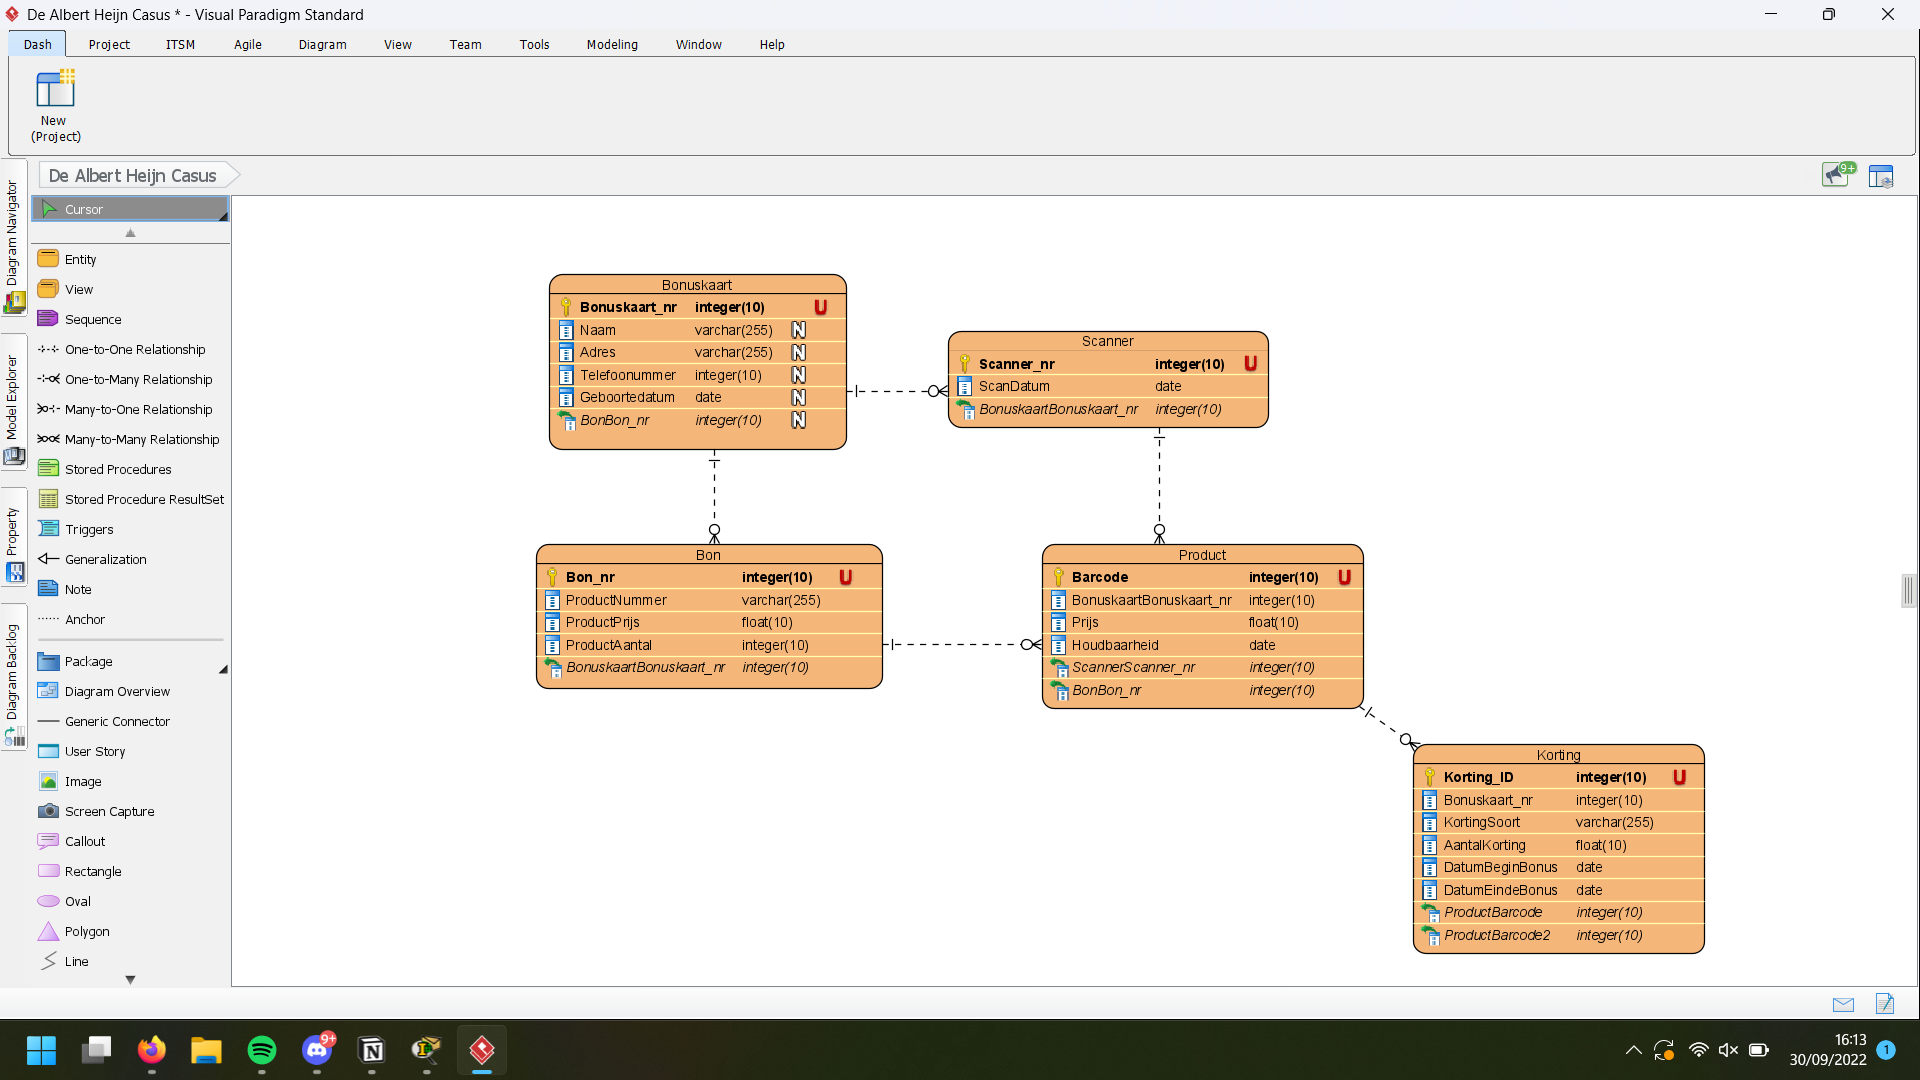 De Albert Heijn Casus * - Visual Paradigm Standard
Dash Project ITSM Agile Diagram View Team Tools Modeling Window Help
New
(Project)
De Albert Heijn Casus
9+
Diagram Navigator
Model Explorer
Property
Diagram Backlog
Cursor
Entity
View
Sequence
One-to-One Relationship
One-to-Many Relationship
Many-to-One Relationship
Many-to-Many Relationship
Stored Procedures
Stored Procedure ResultSet
Triggers
Generalization
Note
Anchor
Package
Diagram Overview
Generic Connector
User Story
Image
Screen Capture
Callout
Rectangle
Oval
Polygon
Line
Bonuskaart
Bonuskaart_nr integer(10) U
Naam varchar(255) N
Adres varchar(255) N
Telefoonummer integer(10) N
Geboortedatum date N
BonBon_nr integer(10) N
Scanner
Scanner_nr integer(10) U
ScanDatum date
BonuskaartBonuskaart_nr integer(10)
Bon
Bon_nr integer(10) U
ProductNummer varchar(255)
ProductPrijs float(10)
ProductAantal integer(10)
BonuskaartBonuskaart_nr integer(10)
Product
Barcode integer(10) U
BonuskaartBonuskaart_nr integer(10)
Prijs float(10)
Houdbaarheid date
ScannerScanner_nr integer(10)
BonBon_nr integer(10)
Korting
Korting_ID integer(10) U
Bonuskaart_nr integer(10)
KortingSoort varchar(255)
AantalKorting float(10)
DatumBeginBonus date
DatumEindeBonus date
ProductBarcode integer(10)
ProductBarcode2 integer(10)
9+
16:13
30/09/2022
1